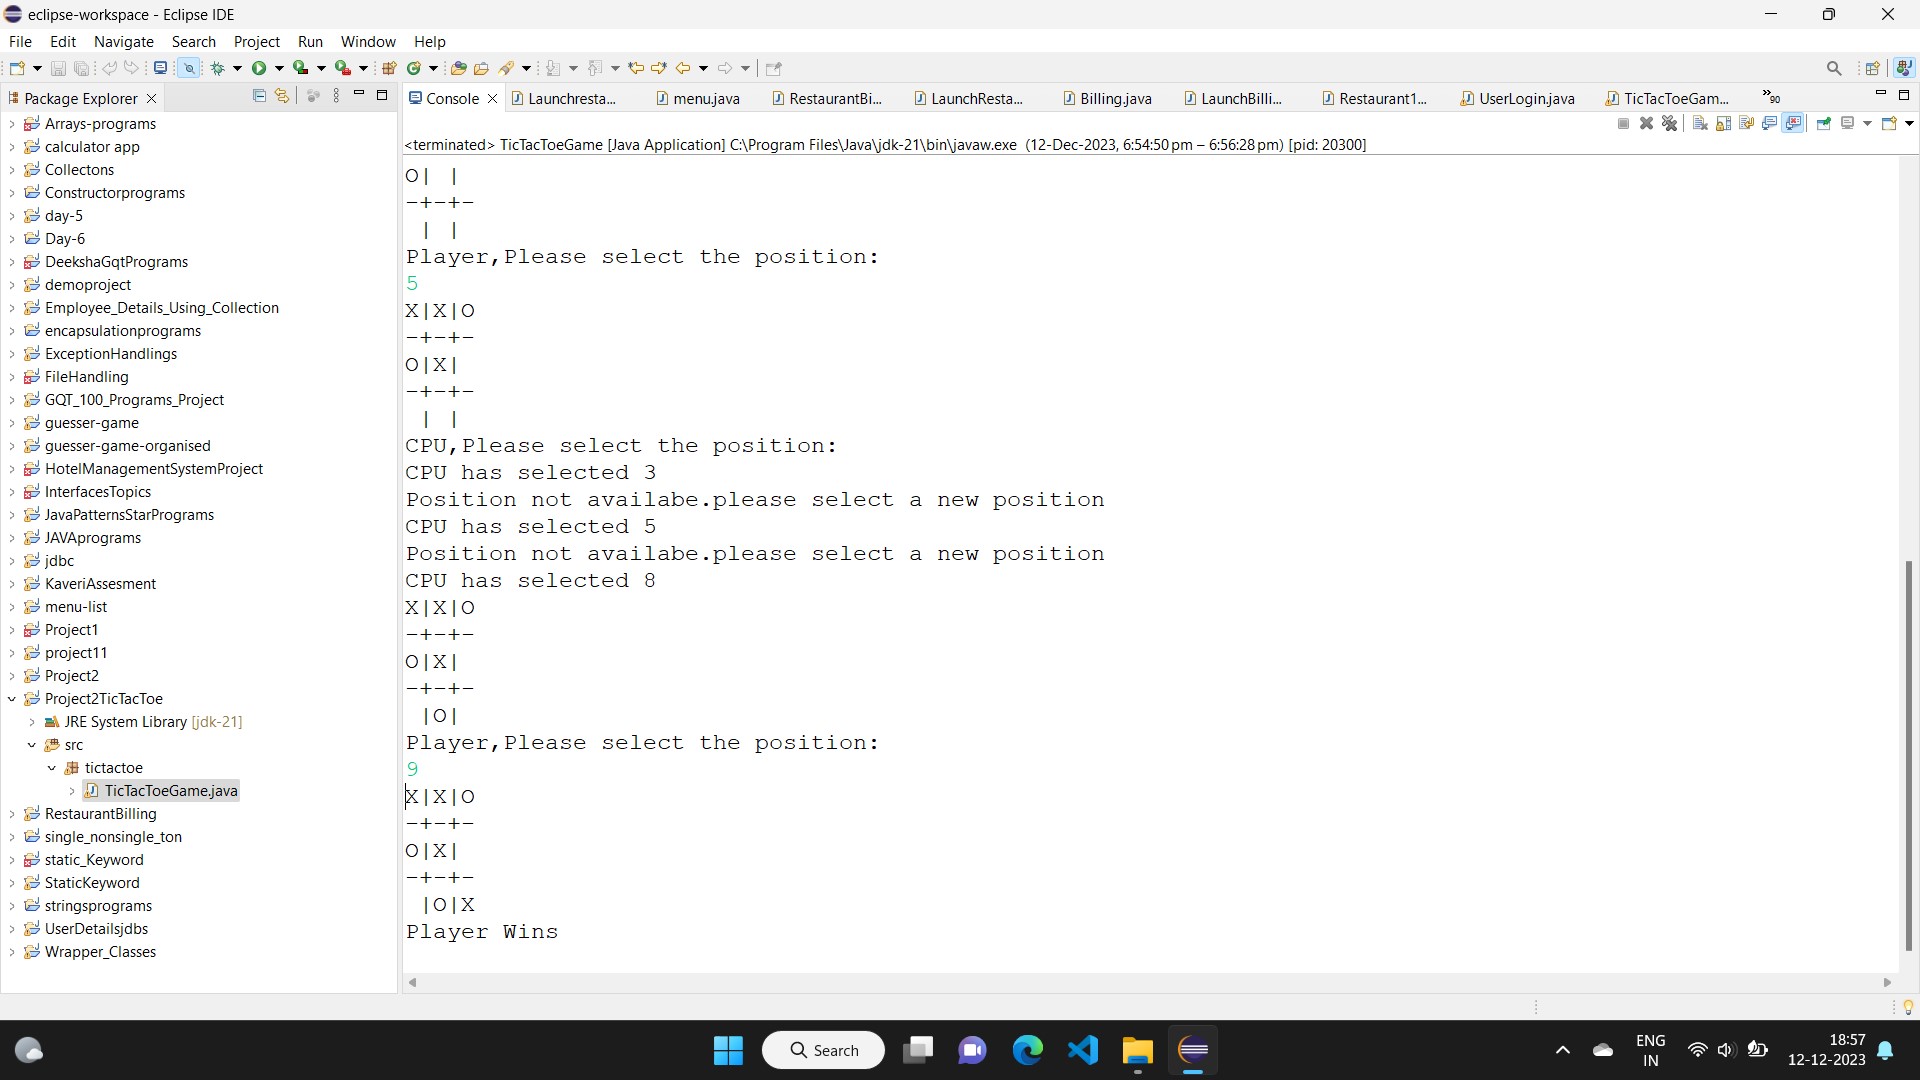 eclipse-workspace - Eclipse IDE
File Edit Navigate Search Project Run Window Help
Package Explorer
Console Launchresta... menu.java RestaurantBi... LaunchResta... Billing.java LaunchBilli... Restaurant1... UserLogin.java TicTacToeGam... »90
<terminated> TicTacToeGame [Java Application] C:\Program Files\Java\jdk-21\bin\javaw.exe (12-Dec-2023, 6:54:50 pm – 6:56:28 pm) [pid: 20300]
Arrays-programs
calculator app
Collectons
Constructorprograms
day-5
Day-6
DeekshaGqtPrograms
demoproject
Employee_Details_Using_Collection
encapsulationprograms
ExceptionHandlings
FileHandling
GQT_100_Programs_Project
guesser-game
guesser-game-organised
HotelManagementSystemProject
InterfacesTopics
JavaPatternsStarPrograms
JAVAprograms
jdbc
KaveriAssesment
menu-list
Project1
project11
Project2
Project2TicTacToe
JRE System Library [jdk-21]
src
tictactoe
TicTacToeGame.java
RestaurantBilling
single_nonsingle_ton
static_Keyword
StaticKeyword
stringsprograms
UserDetailsjdbs
Wrapper_Classes
O| |
-+-+-
 | |
Player,Please select the position:
5
X|X|O
-+-+-
O|X|
-+-+-
 | |
CPU,Please select the position:
CPU has selected 3
Position not availabe.please select a new position
CPU has selected 5
Position not availabe.please select a new position
CPU has selected 8
X|X|O
-+-+-
O|X|
-+-+-
 |O|
Player,Please select the position:
9
X|X|O
-+-+-
O|X|
-+-+-
 |O|X
Player Wins
Search
ENG
IN
18:57
12-12-2023